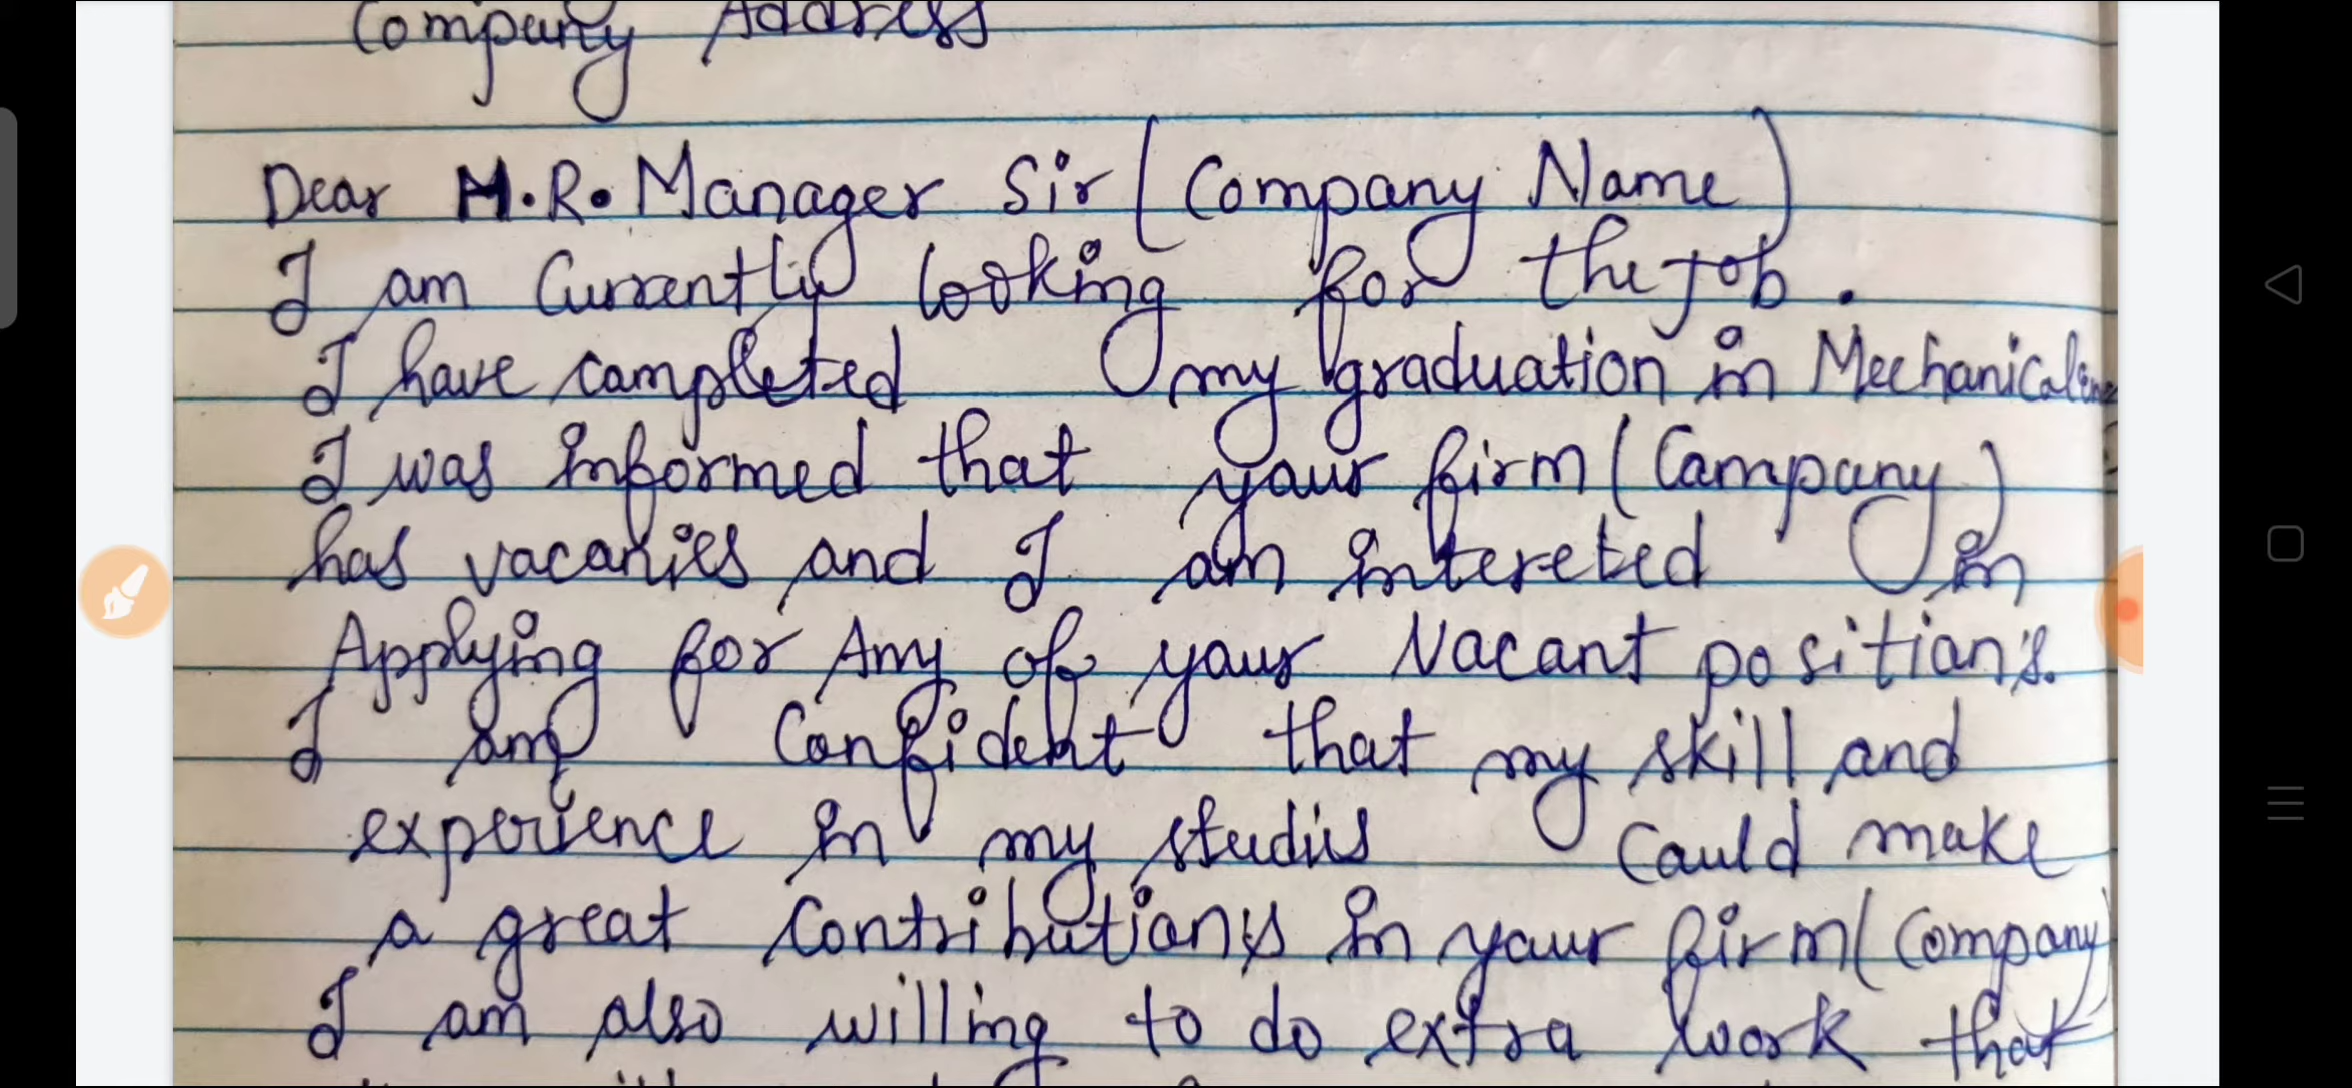 Company Address
Dear H.R. Manager Sir (Company Name)
I am Currently looking for the Job.
I have completed my graduation in Mechanical
I was informed that your firm (Company)
has vacanies and I am intereted in
Applying for Any of your Vacant position's.
I am Confident that my skill and
experience in my studies Could make
a great Contributions in your firm (Company)
I am also willing to do extra work that